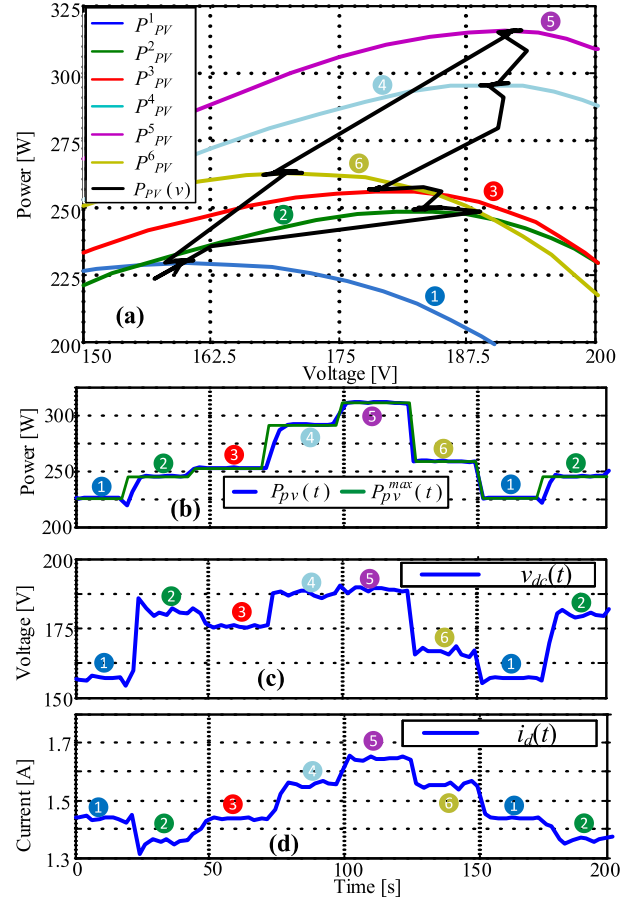 325
300
275
250
225
200
Power [W]
P¹PV
P²PV
P³PV
P⁴PV
P⁵PV
P⁶PV
PPV(v)
5
4
6
3
2
1
(a)
150 162.5 175 187.5 200
Voltage [V]
300
250
200
Power [W]
1 2 3 4 5 6 1 2
(b)
Ppv(t) Ppv^max(t)
200
175
150
Voltage [V]
1 2 3 4 5 6 1 2
vdc(t)
(c)
1.7
1.5
1.3
Current [A]
1 2 3 4 5 6 1 2
id(t)
(d)
0 50 100 150 200
Time [s]